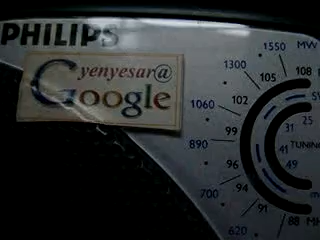 PHILIPS
yenyesar@
Google
1550 MW
1300 105 108
1060 102
890 99
96
700 94
620 91 88 MH
25
31
TUNING
41
49